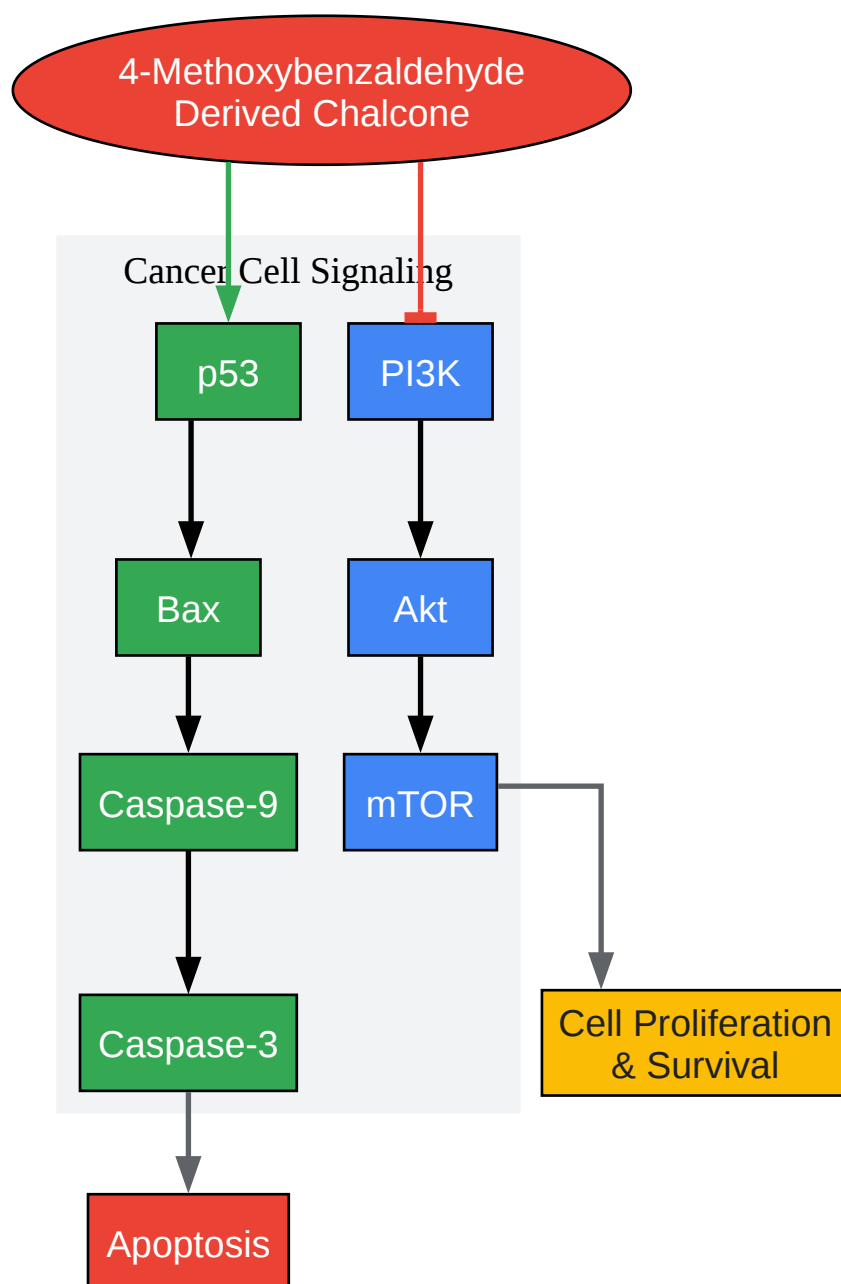 4-Methoxybenzaldehyde
Derived Chalcone
Cancer Cell Signaling
p53
PI3K
Bax
Akt
Caspase-9
mTOR
Caspase-3
Cell Proliferation
& Survival
Apoptosis